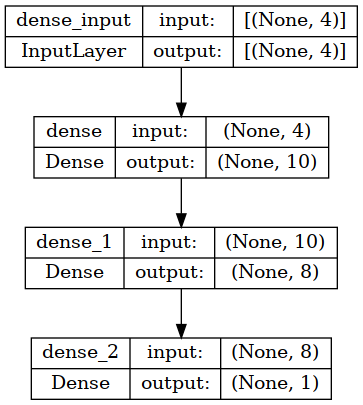 dense_input input: [(None, 4)]
InputLayer output: [(None, 4)]
dense input: (None, 4)
Dense output: (None, 10)
dense_1 input: (None, 10)
Dense output: (None, 8)
dense_2 input: (None, 8)
Dense output: (None, 1)